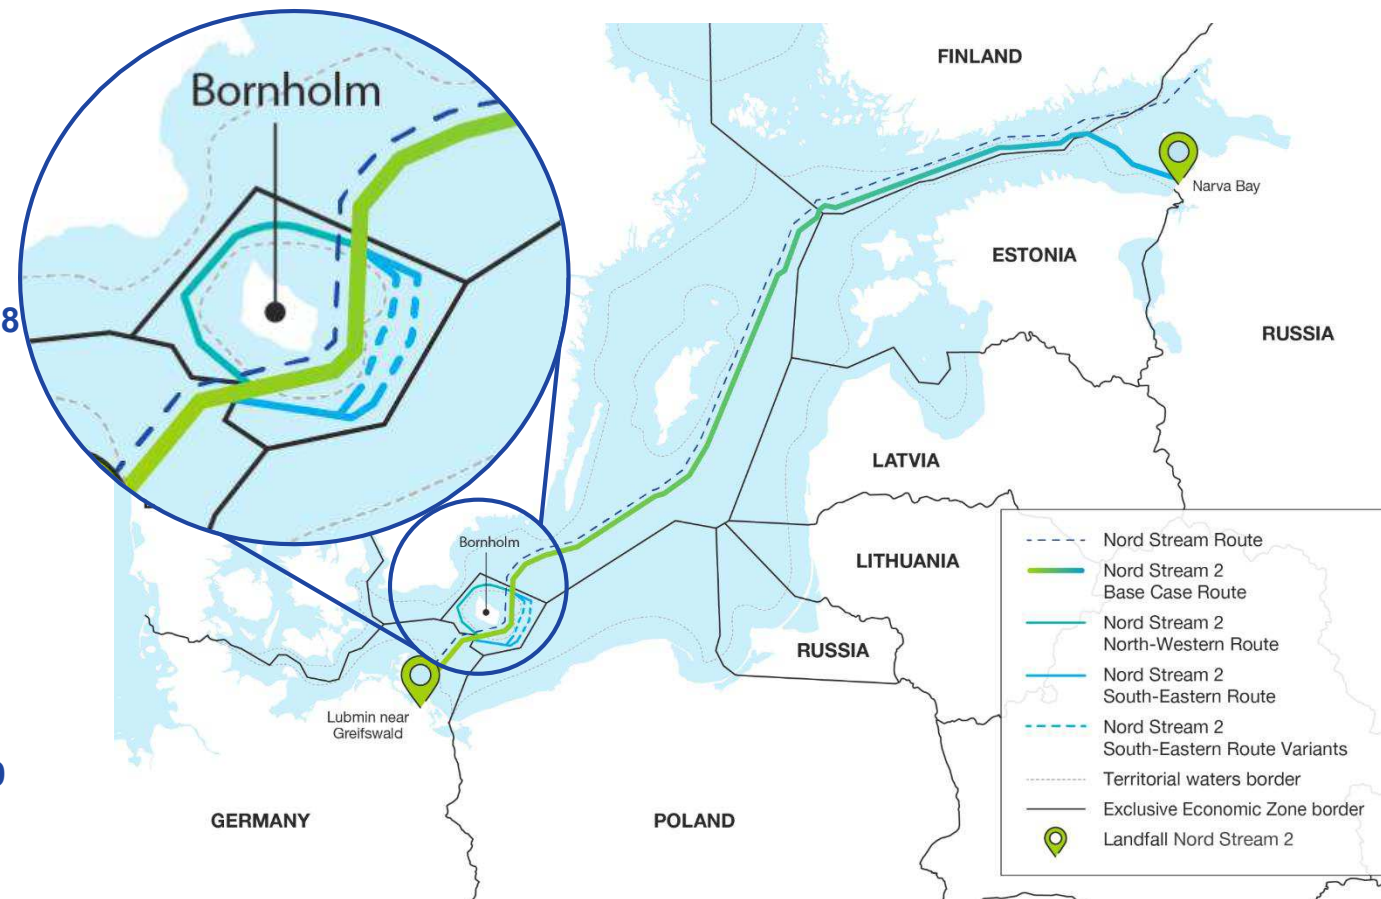 Bornholm
FINLAND
Narva Bay
ESTONIA
8
RUSSIA
LATVIA
Bornholm
LITHUANIA
RUSSIA
Lubmin near
Greifswald
GERMANY
POLAND
Nord Stream Route
Nord Stream 2
Base Case Route
Nord Stream 2
North-Western Route
Nord Stream 2
South-Eastern Route
Nord Stream 2
South-Eastern Route Variants
Territorial waters border
Exclusive Economic Zone border
Landfall Nord Stream 2